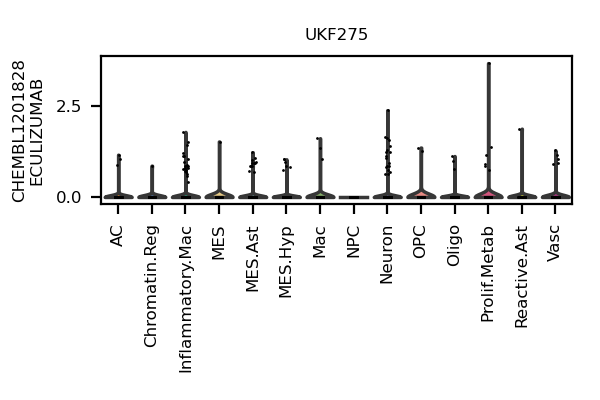 UKF275
CHEMBL1201828
ECULIZUMAB
2.5
0.0
AC
Chromatin.Reg
Inflammatory.Mac
MES
MES.Ast
MES.Hyp
Mac
NPC
Neuron
OPC
Oligo
Prolif.Metab
Reactive.Ast
Vasc